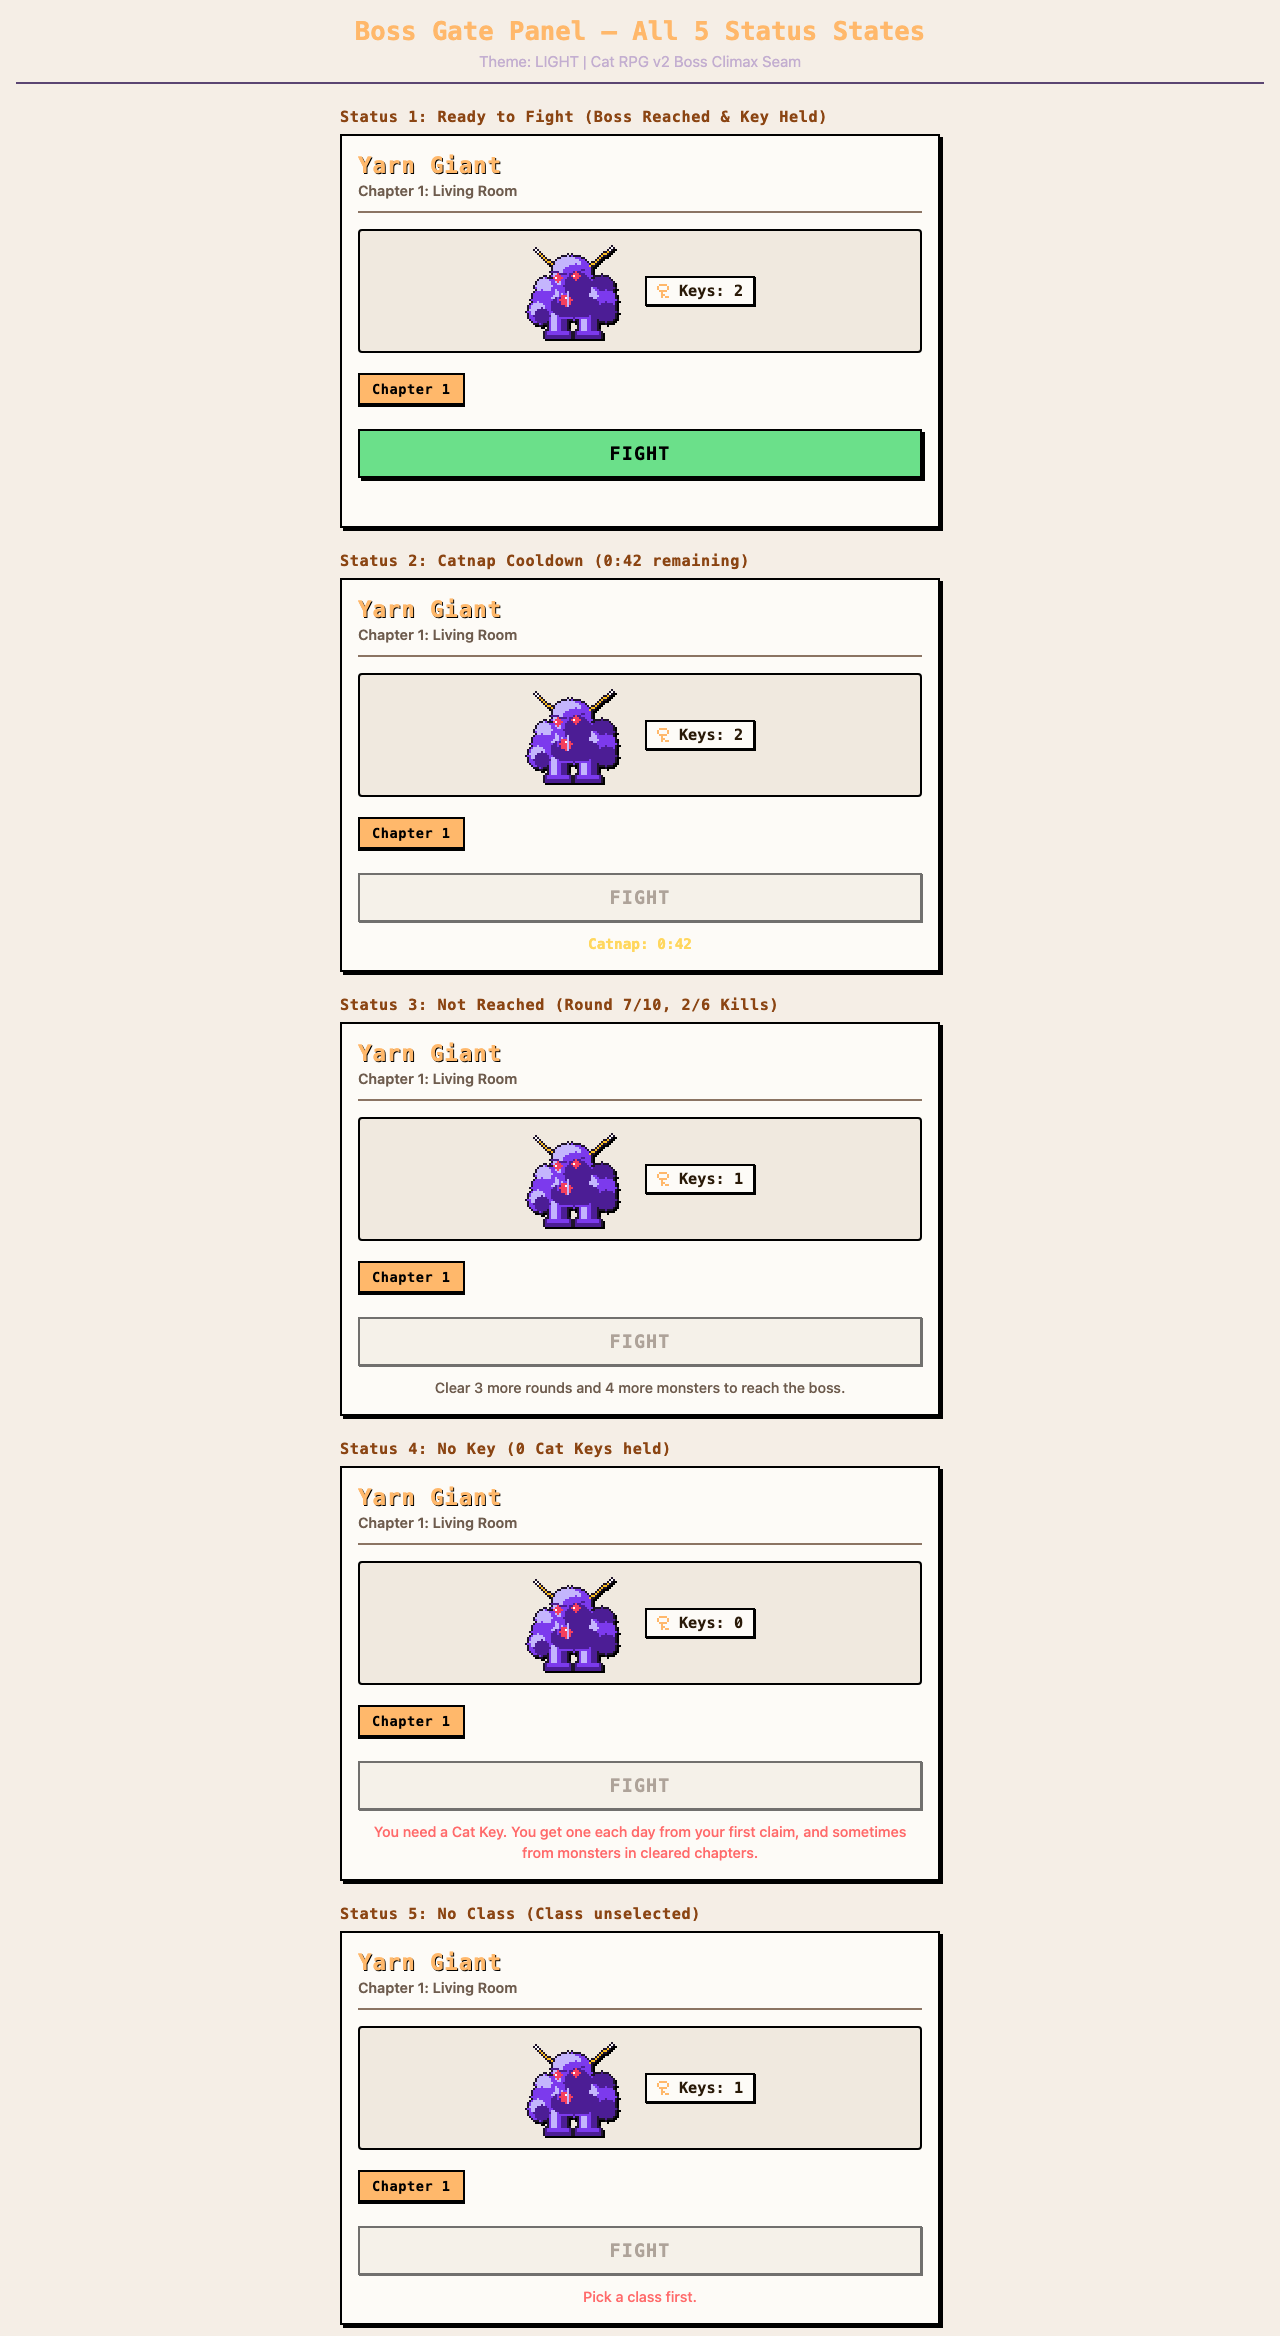 Boss Gate Panel — All 5 Status States
Theme: LIGHT | Cat RPG v2 Boss Climax Seam
Status 1: Ready to Fight (Boss Reached & Key Held)
Yarn Giant
Chapter 1: Living Room
Keys: 2
Chapter 1
FIGHT
Status 2: Catnap Cooldown (0:42 remaining)
Yarn Giant
Chapter 1: Living Room
Keys: 2
Chapter 1
FIGHT
Catnap: 0:42
Status 3: Not Reached (Round 7/10, 2/6 Kills)
Yarn Giant
Chapter 1: Living Room
Keys: 1
Chapter 1
FIGHT
Clear 3 more rounds and 4 more monsters to reach the boss.
Status 4: No Key (0 Cat Keys held)
Yarn Giant
Chapter 1: Living Room
Keys: 0
Chapter 1
FIGHT
You need a Cat Key. You get one each day from your first claim, and sometimes
from monsters in cleared chapters.
Status 5: No Class (Class unselected)
Yarn Giant
Chapter 1: Living Room
Keys: 1
Chapter 1
FIGHT
Pick a class first.